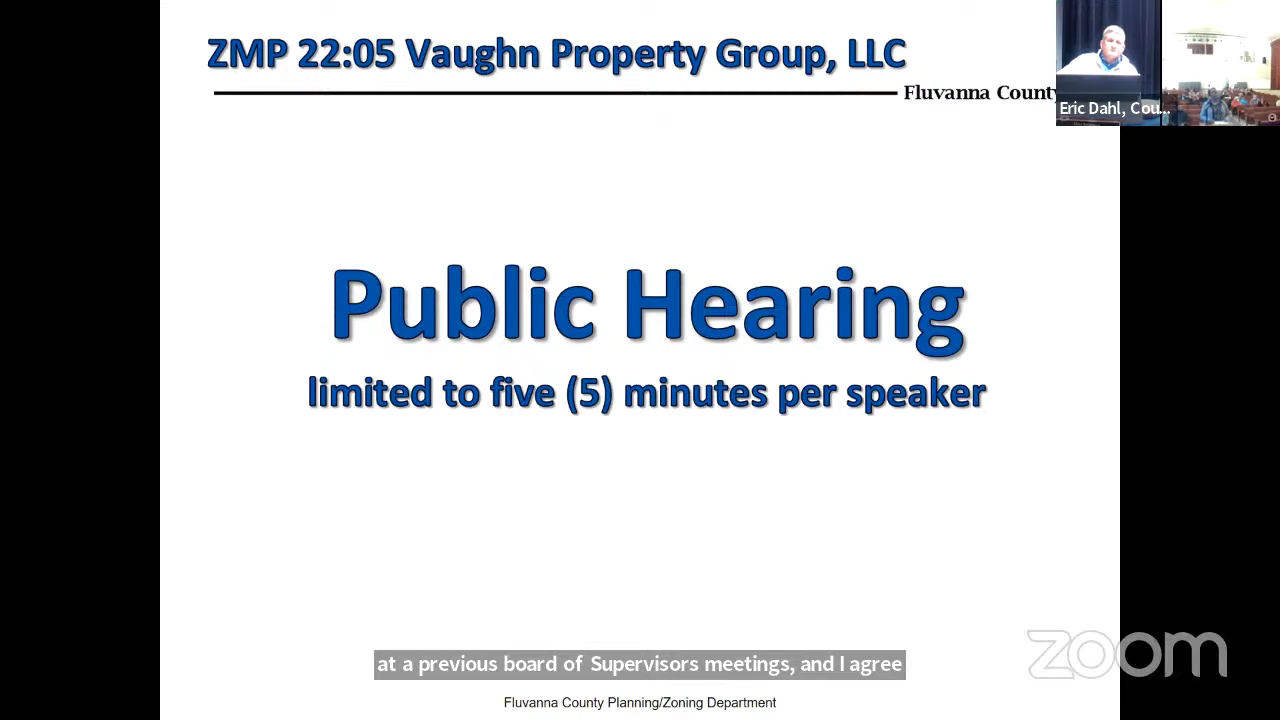 ZMP 22:05 Vaughn Property Group, LLC
Fluvanna County
Eric Dahl, Cou...
Public Hearing
limited to five (5) minutes per speaker
at a previous board of Supervisors meetings, and I agree
zoom
Fluvanna County Planning/Zoning Department